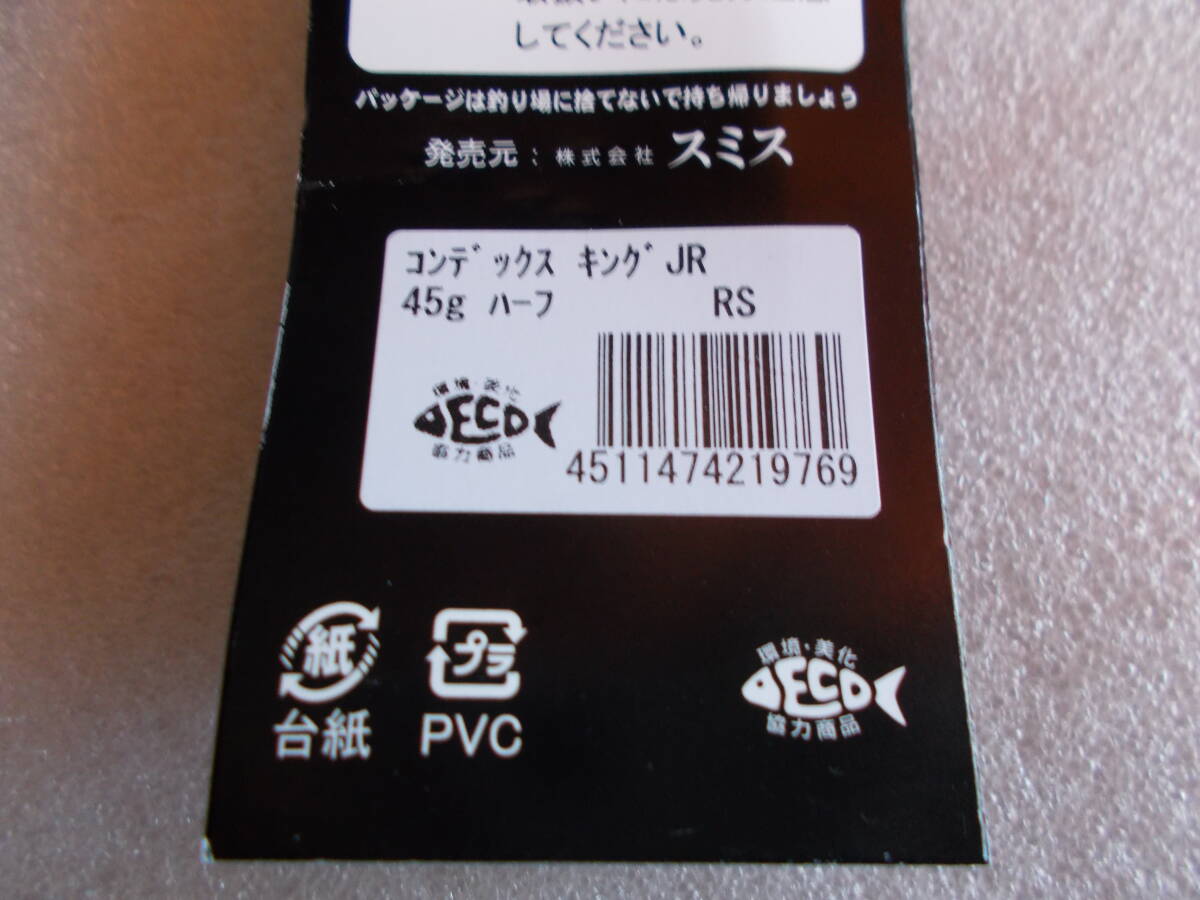 してください。
パッケージは釣り場に捨てないで持ち帰りましょう
発売元：株式会社 スミス
ｺﾝﾃﾞｯｸｽ ｷﾝｸﾞJR
45g ﾊｰﾌ RS
環境・美化
ECO
協力商品
4511474219769
紙
台紙
プラ
PVC
環境・美化
ECO
協力商品